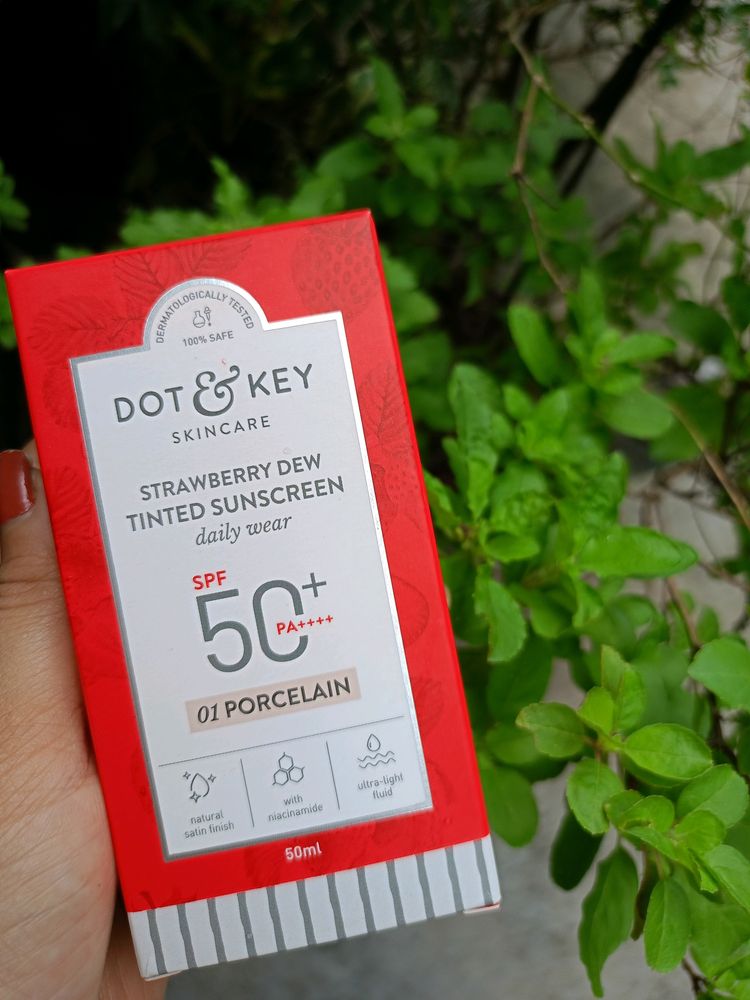 DERMATOLOGICALLY TESTED
100% SAFE
DOT & KEY
SKINCARE
STRAWBERRY DEW
TINTED SUNSCREEN
daily wear
SPF
50+
PA++++
01 PORCELAIN
natural
satin finish
with
niacinamide
ultra-light
fluid
50ml